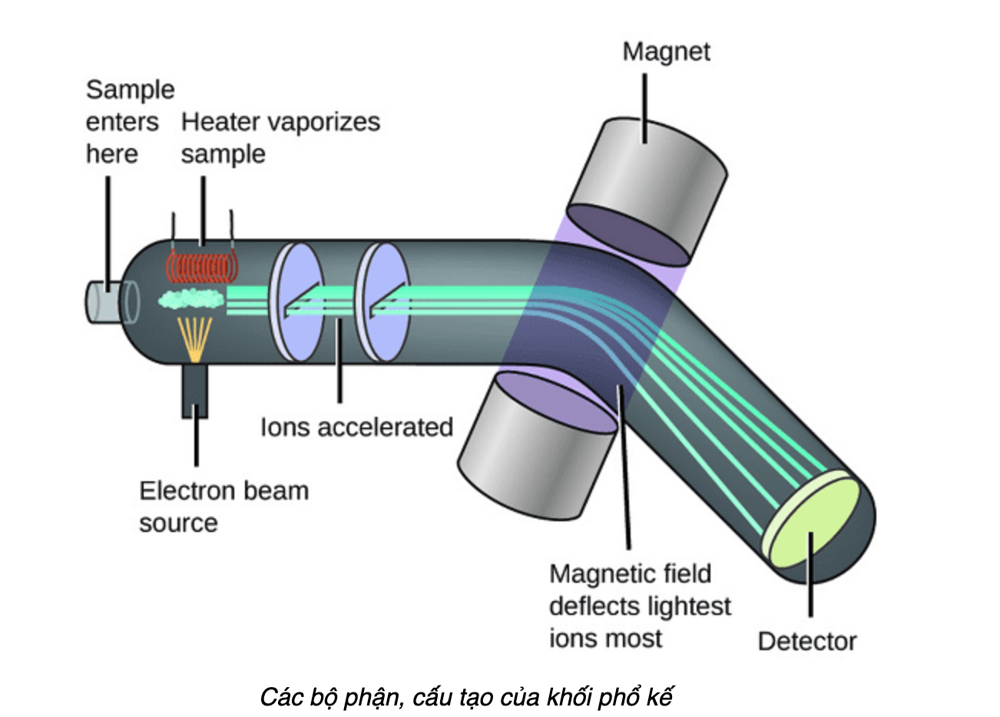 Magnet
Sample
enters
here
Heater vaporizes
sample
Ions accelerated
Electron beam
source
Magnetic field
deflects lightest
ions most
Detector
Các bộ phận, cấu tạo của khối phổ kế